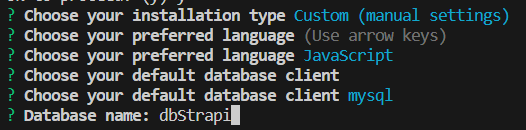 ? Choose your installation type Custom (manual settings)
? Choose your preferred language (Use arrow keys)
? Choose your preferred language JavaScript
? Choose your default database client
? Choose your default database client mysql
? Database name: dbStrapi